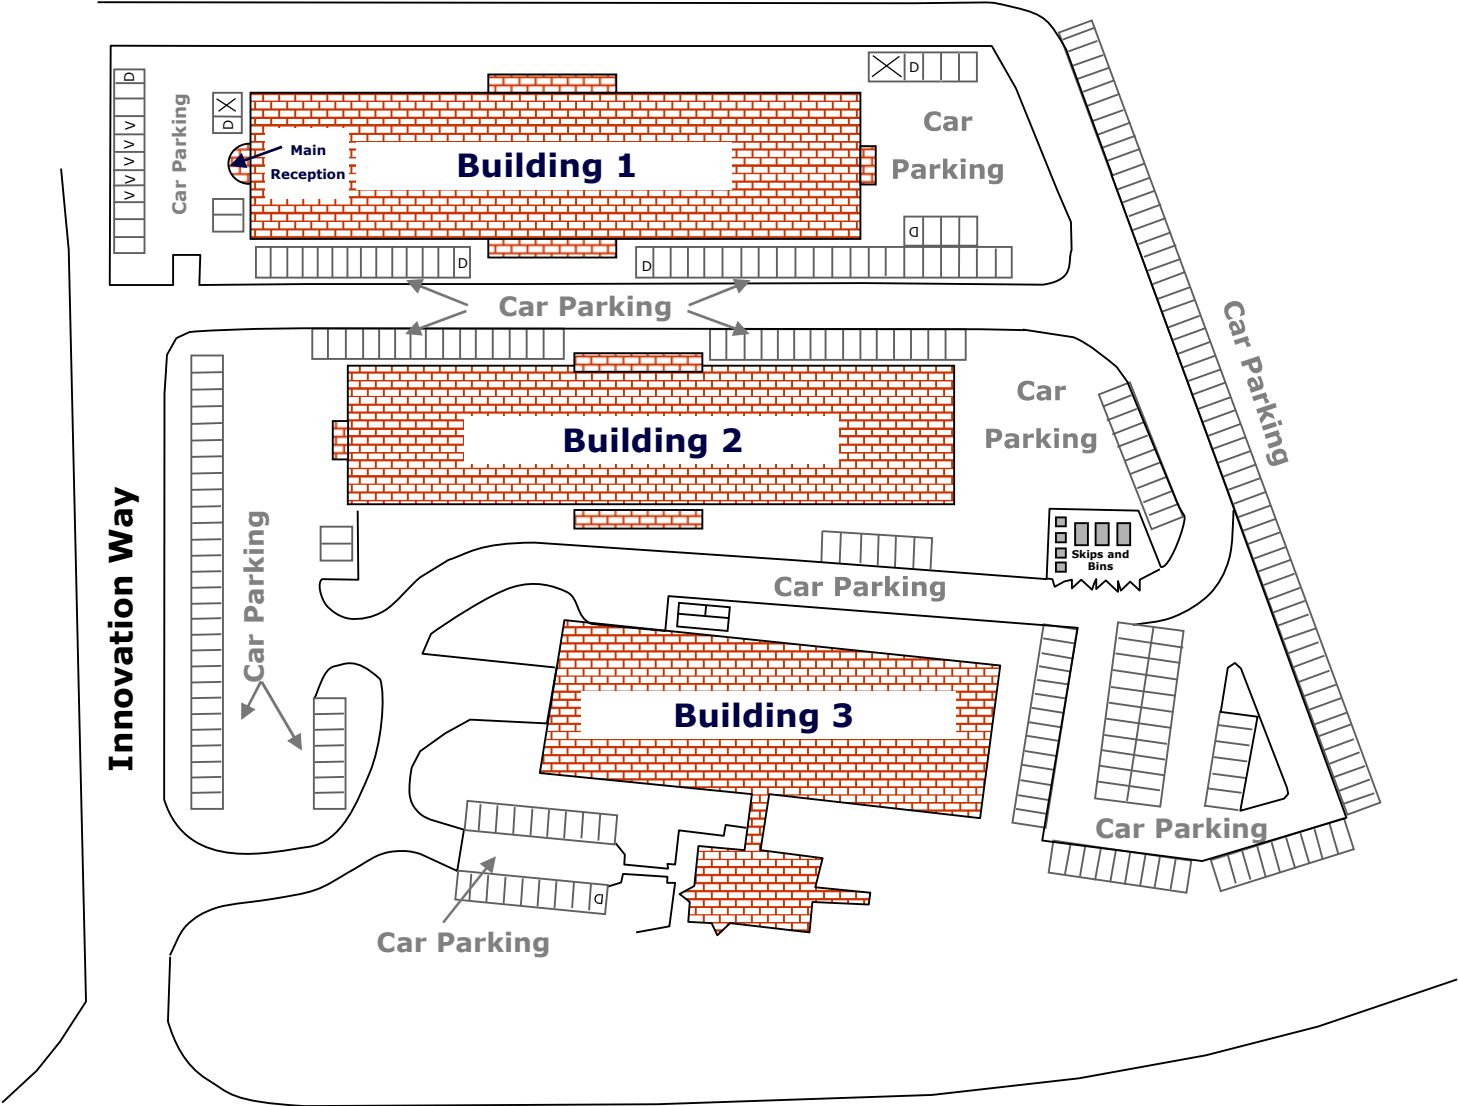 D
D
Car
Parking
Car Parking
V
V
V
V
V
D
Main
Reception
Building 1
D
D
D
Car Parking
Car
Parking
Building 2
Car Parking
Innovation Way
Car Parking
Skips and
Bins
Car Parking
Building 3
Car Parking
D
Car Parking